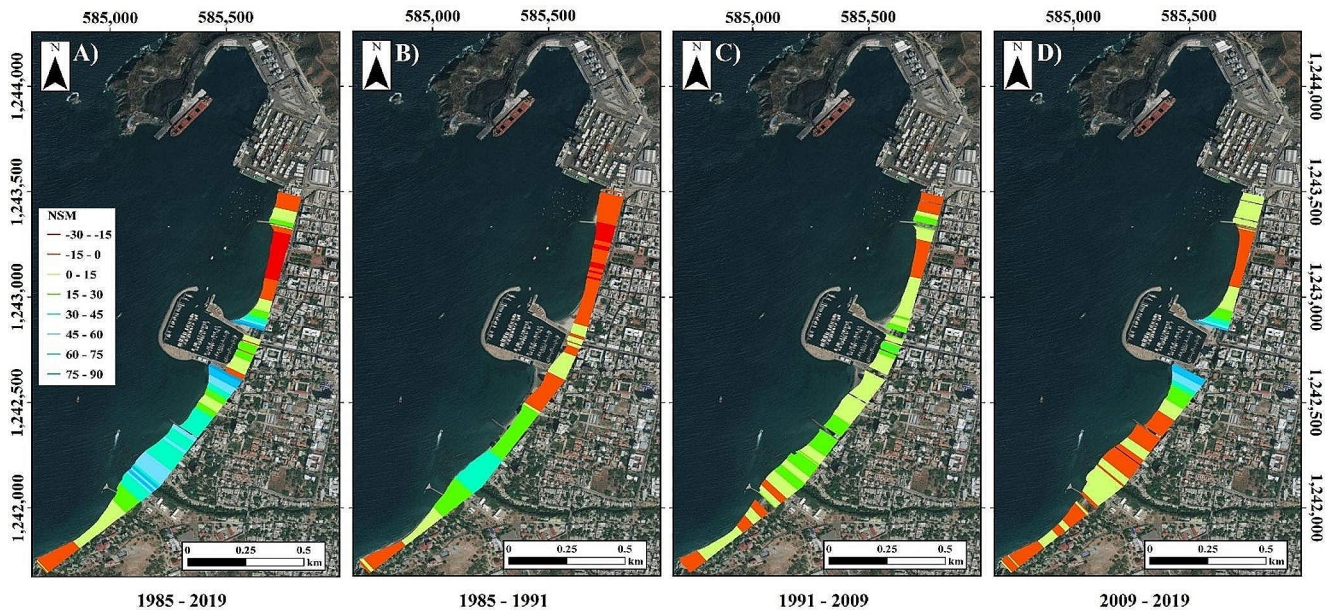 585,000 585,500 585,000 585,500 585,000 585,500 585,000 585,500
N A) N B) N C) N D)
1,244,000 1,244,000
1,243,500 1,243,500
NSM
-30 - -15
-15 - 0
0 - 15
15 - 30
30 - 45
45 - 60
60 - 75
75 - 90
1,243,000 1,243,000
1,242,500 1,242,500
1,242,000 1,242,000
0 0.25 0.5 0 0.25 0.5 0 0.25 0.5 0 0.25 0.5
km km km km
1985 - 2019 1985 - 1991 1991 - 2009 2009 - 2019